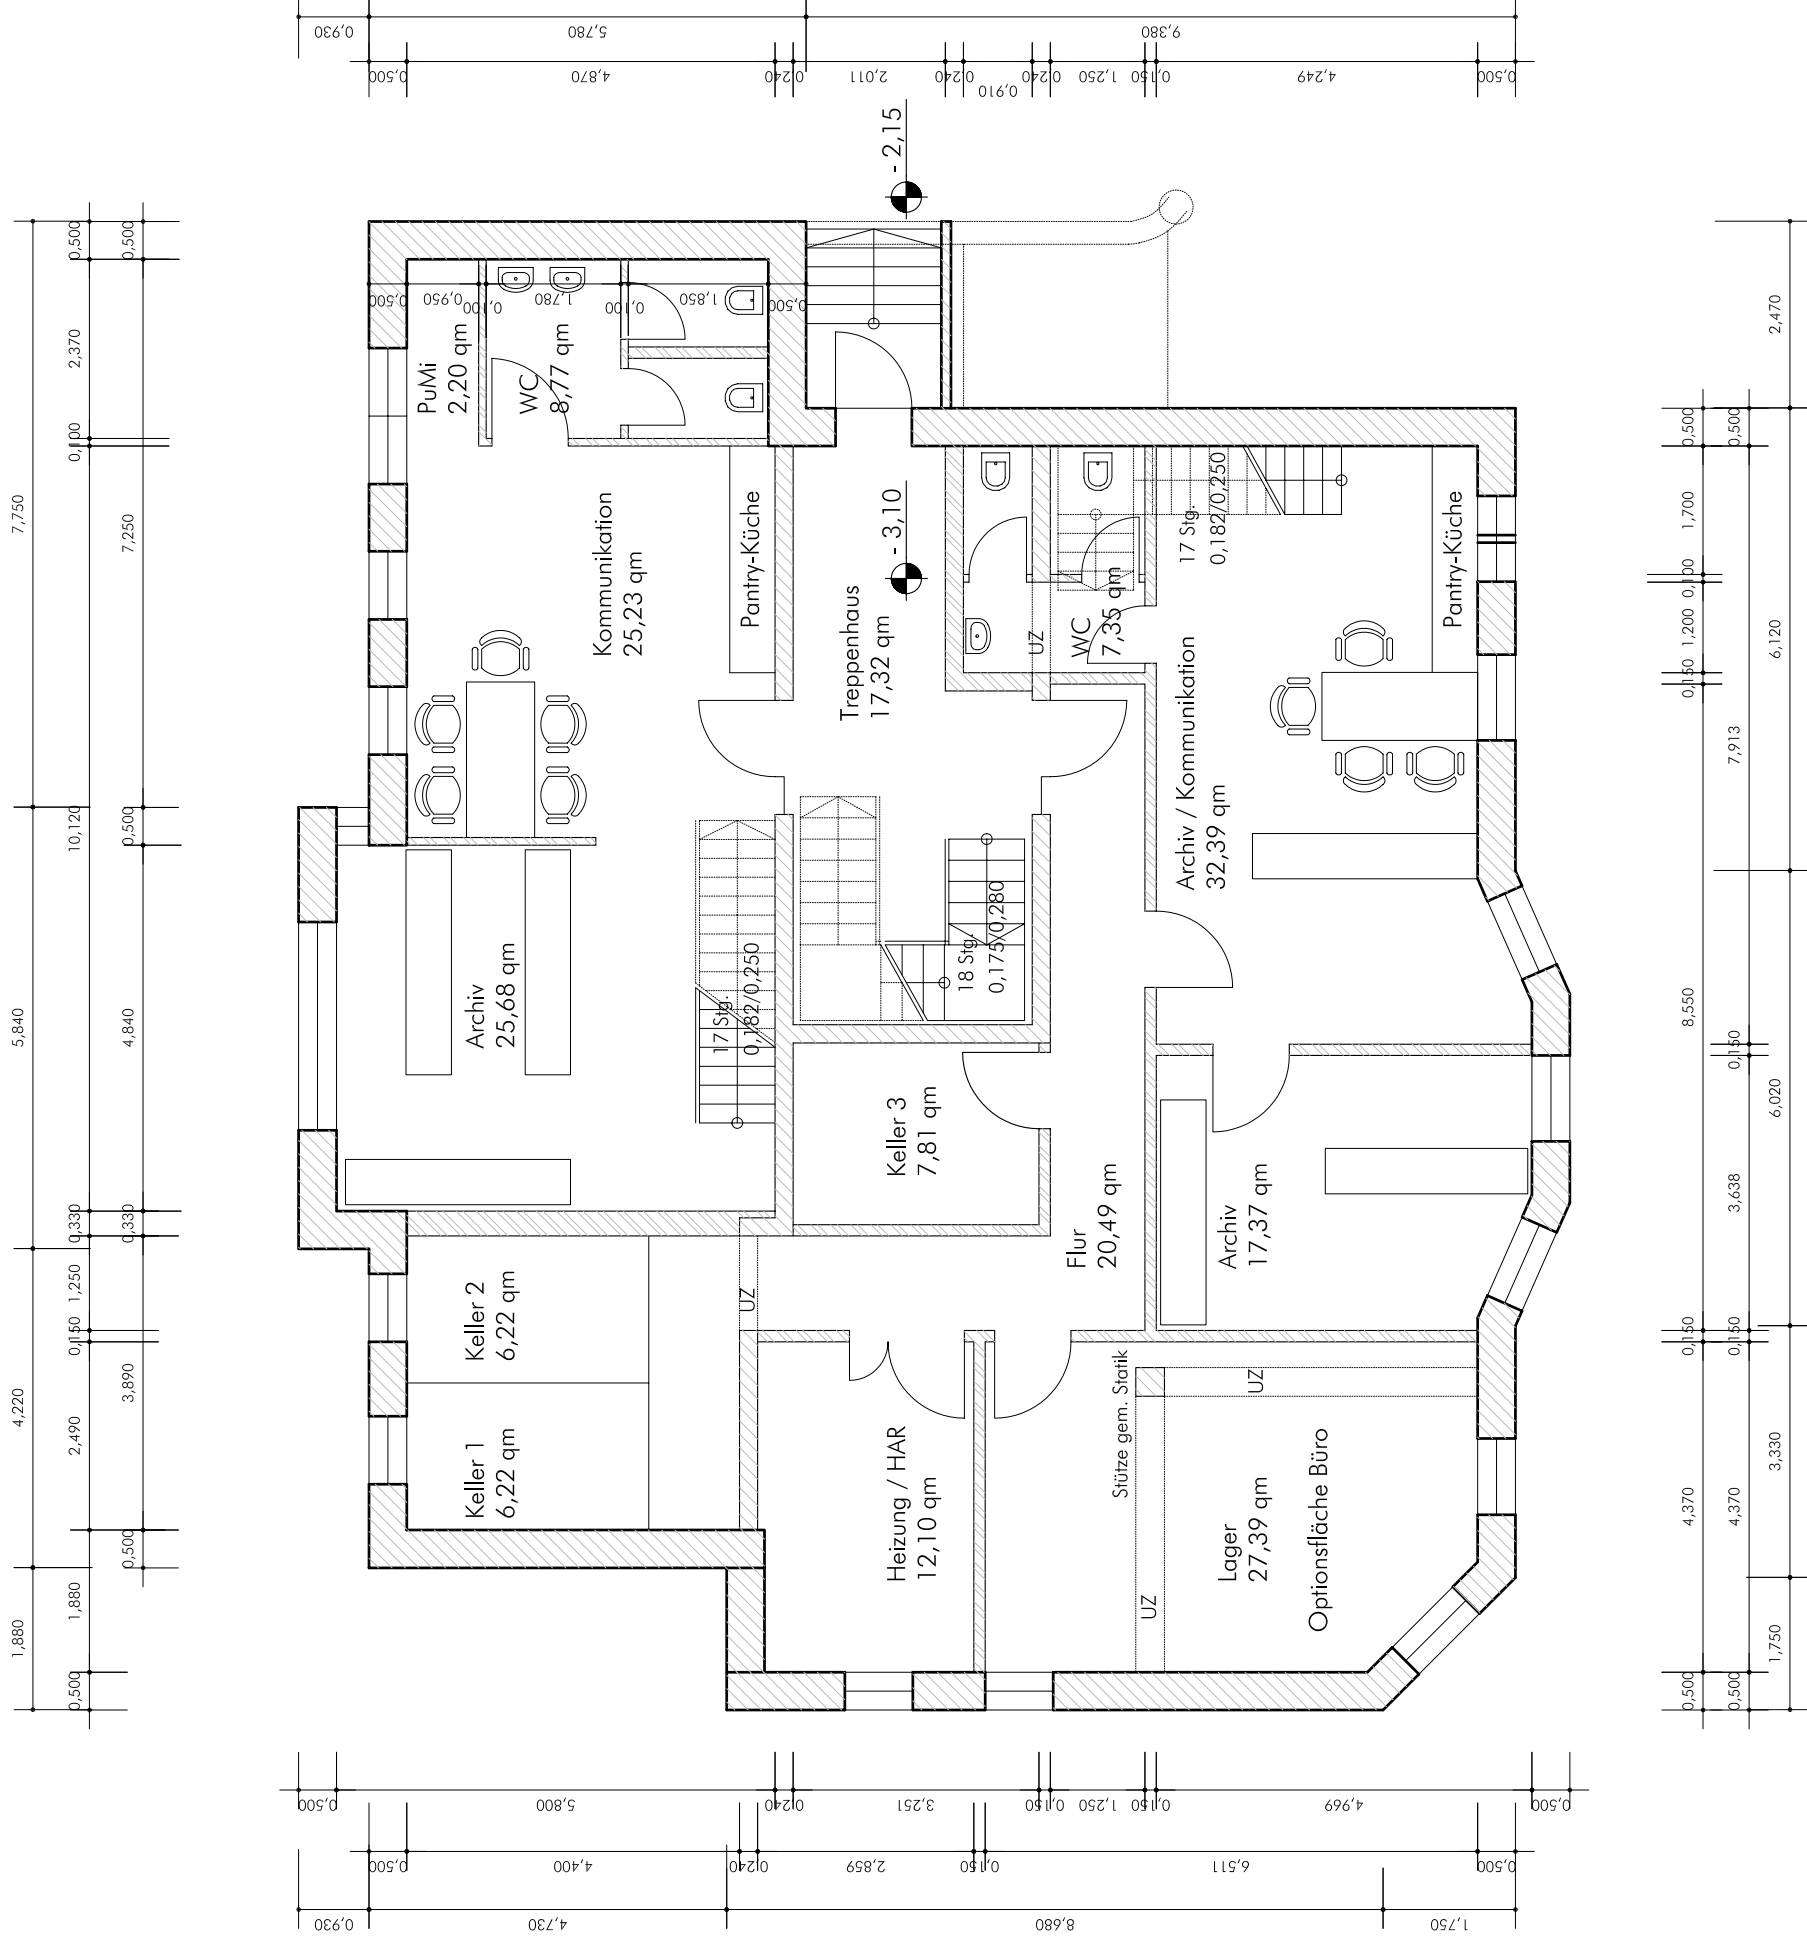 0,930
5,780
9,380
0,500
4,870
0,240
2,011
0,240
0,910
0,240
1,250
0,150
4,249
0,500
- 2,15
0,500
0,950
0,100
1,780
0,100
1,850
0,500
PuMi
2,20 qm
WC
8,77 qm
Kommunikation
25,23 qm
Pantry-Küche
- 3,10
Treppenhaus
17,32 qm
UZ
WC
7,35 qm
17 Stg.
0,182/0,250
Pantry-Küche
Archiv / Kommunikation
32,39 qm
Archiv
25,68 qm
17 Stg.
0,182/0,250
18 Stg.
0,175/0,280
Keller 3
7,81 qm
Flur
20,49 qm
Archiv
17,37 qm
Keller 2
6,22 qm
UZ
Keller 1
6,22 qm
Heizung / HAR
12,10 qm
Stütze gem. Statik
UZ
UZ
Lager
27,39 qm
Optionsfläche Büro
7,750
5,840
4,220
1,880
0,500
2,370
0,100
10,120
0,330
1,250
0,150
2,490
1,880
0,500
0,500
7,250
0,500
4,840
0,330
3,890
0,500
0,500
1,700
0,100
1,200
0,150
8,550
0,150
4,370
0,500
0,500
7,913
0,150
3,638
0,150
4,370
0,500
2,470
6,120
6,020
3,330
1,750
0,500
5,800
0,240
3,251
0,150
1,250
0,150
4,969
0,500
0,500
4,400
0,240
2,859
0,150
6,511
0,500
0,930
4,730
8,680
1,750